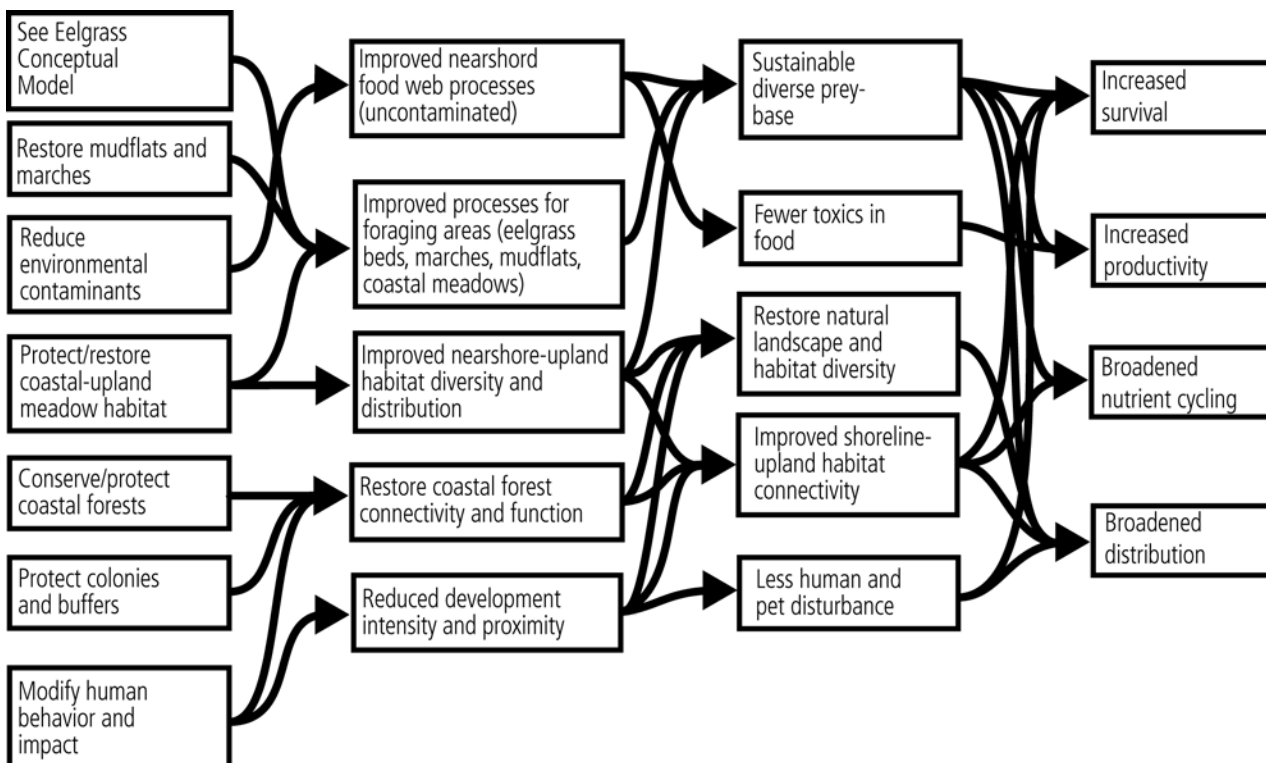 See Eelgrass
Conceptual
Model
Restore mudflats and
marches
Reduce
environmental
contaminants
Protect/restore
coastal-upland
meadow habitat
Conserve/protect
coastal forests
Protect colonies
and buffers
Modify human
behavior and
impact
Improved nearshord
food web processes
(uncontaminated)
Improved processes for
foraging areas (eelgrass
beds, marches, mudflats,
coastal meadows)
Improved nearshore-upland
habitat diversity and
distribution
Restore coastal forest
connectivity and function
Reduced development
intensity and proximity
Sustainable
diverse prey-
base
Fewer toxics in
food
Restore natural
landscape and
habitat diversity
Improved shoreline-
upland habitat
connectivity
Less human and
pet disturbance
Increased
survival
Increased
productivity
Broadened
nutrient cycling
Broadened
distribution